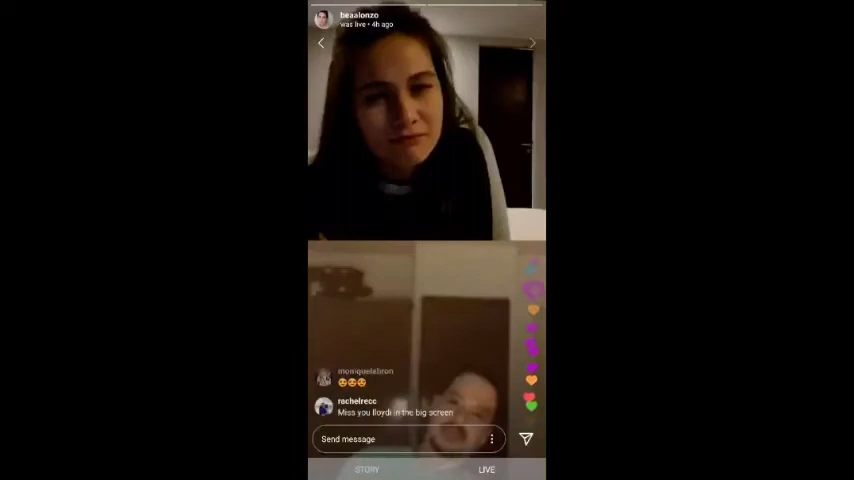 beaalonzo
was live • 4h ago
moniquelebron
😍😍😍
rachelrecc
Miss you lloydi in the big screen
Send message
STORY
LIVE